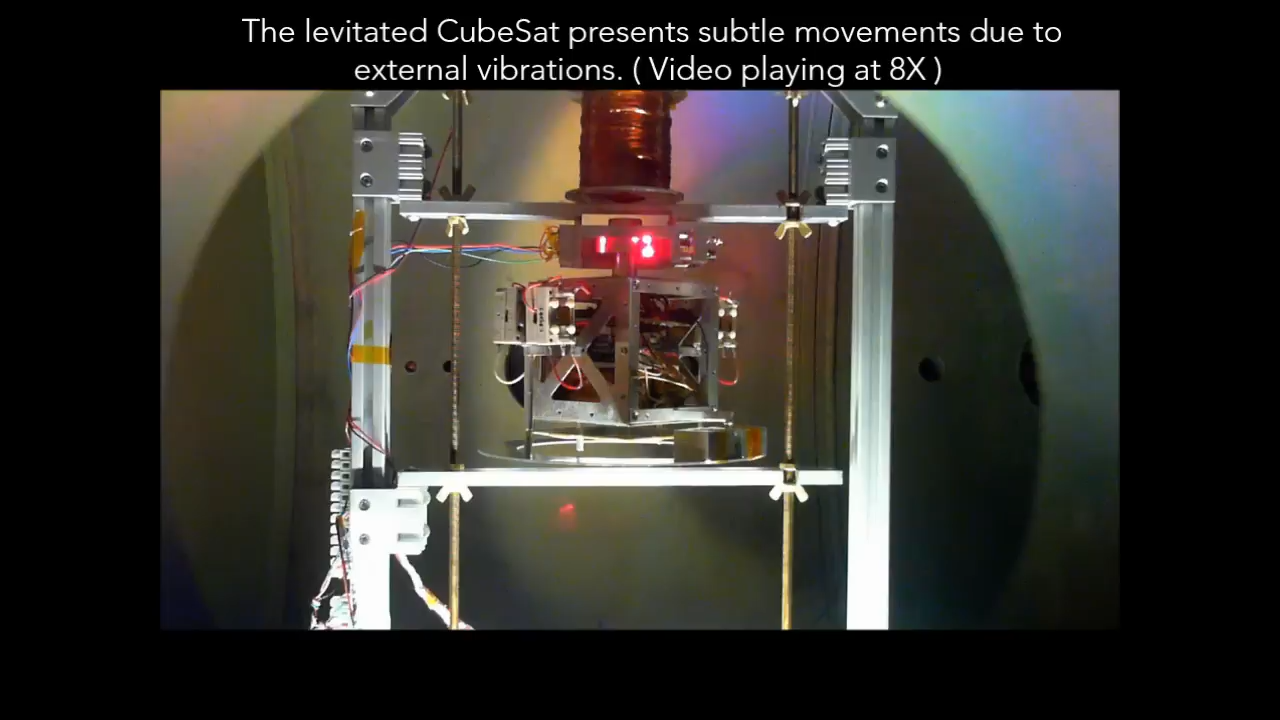 The levitated CubeSat presents subtle movements due to
external vibrations. ( Video playing at 8X )